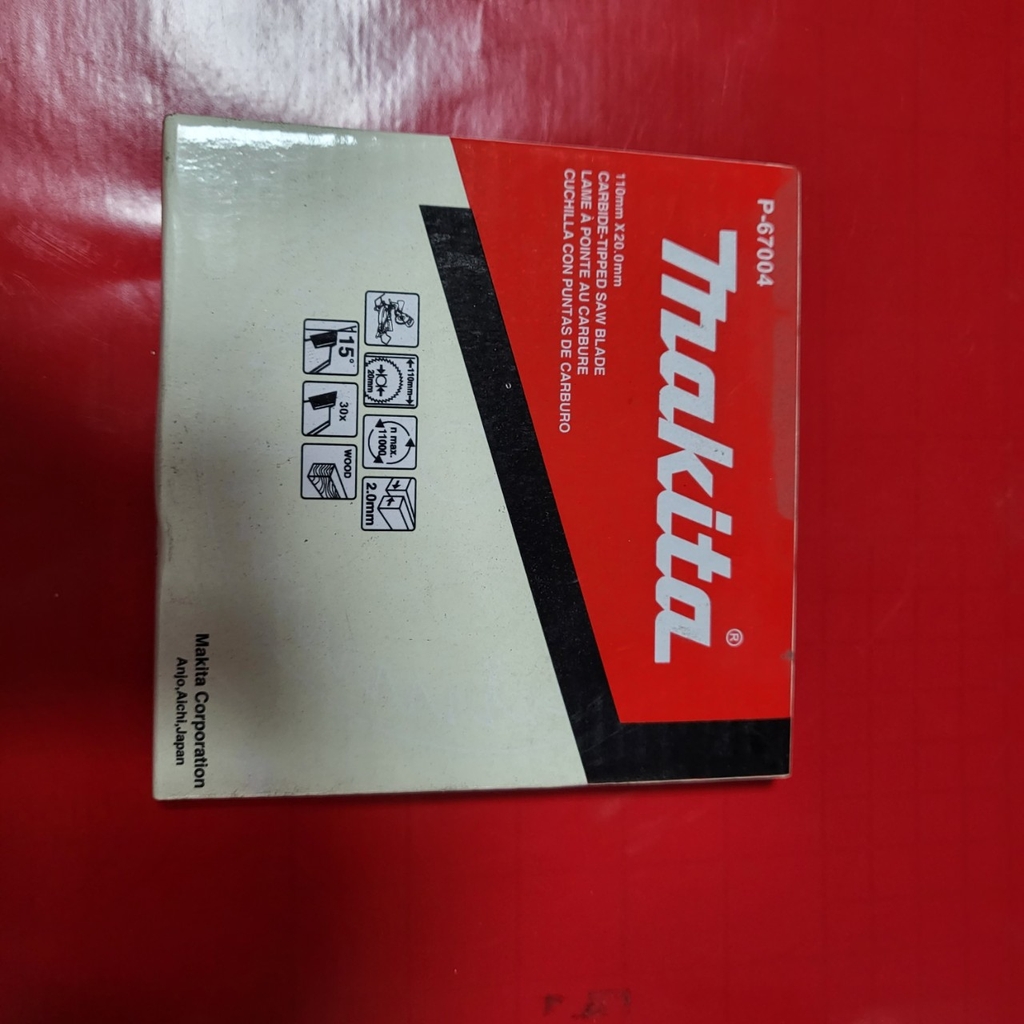 P-67004
Makita®
110mm X20.0mm
CARBIDE-TIPPED SAW BLADE
LAME À POINTE AU CARBURE
CUCHILLA CON PUNTAS DE CARBURO
110mm
20mm
n max.
11000
2.0mm
15°
30x
WOOD
Makita Corporation
Anjo,Aichi,Japan